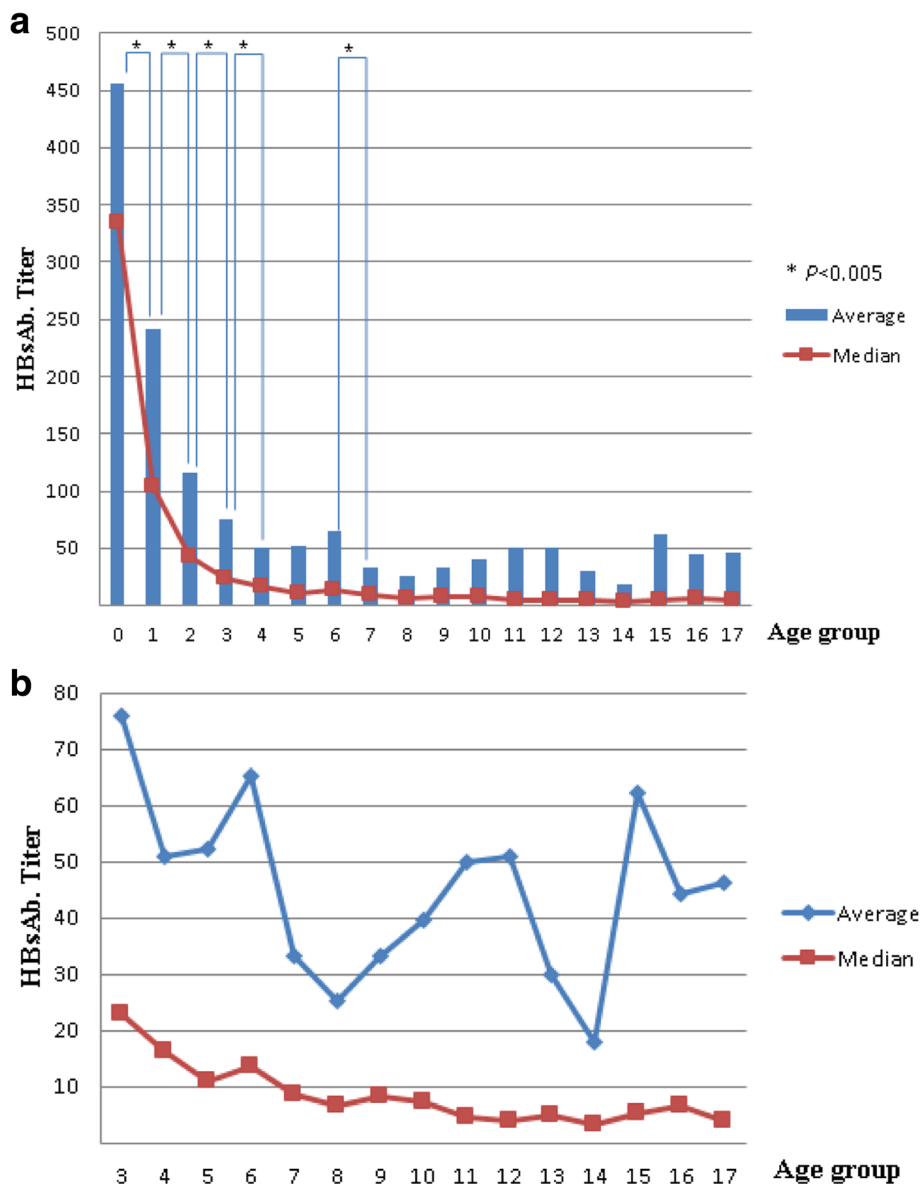 a
500
450
400
350
300
250
200
150
100
50
HBsAb. Titer
* * * * *
0 1 2 3 4 5 6 7 8 9 10 11 12 13 14 15 16 17
Age group
* P<0.005
Average
Median
b
80
70
60
50
40
30
20
10
HBsAb. Titer
3 4 5 6 7 8 9 10 11 12 13 14 15 16 17
Age group
Average
Median